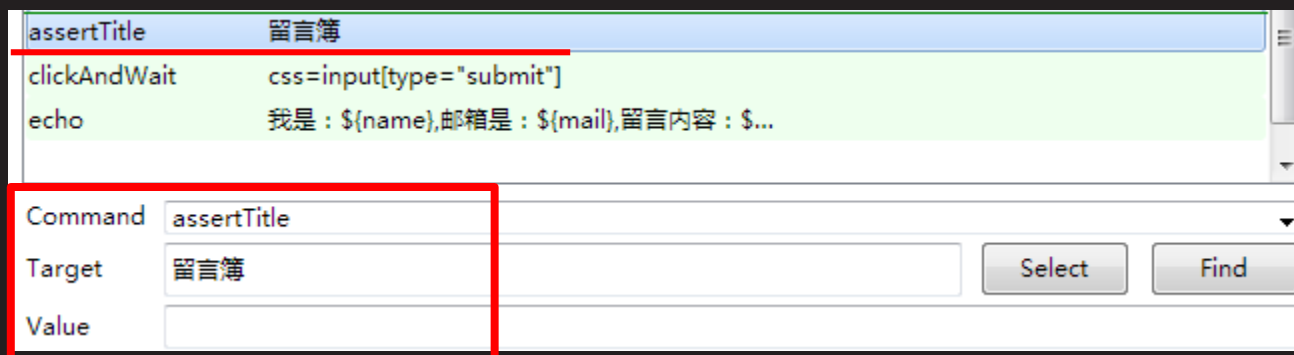 assertTitle 留言簿
clickAndWait css=input[type="submit"]
echo 我是：${name},邮箱是：${mail},留言内容：$...
Command assertTitle
Target 留言簿 Select Find
Value